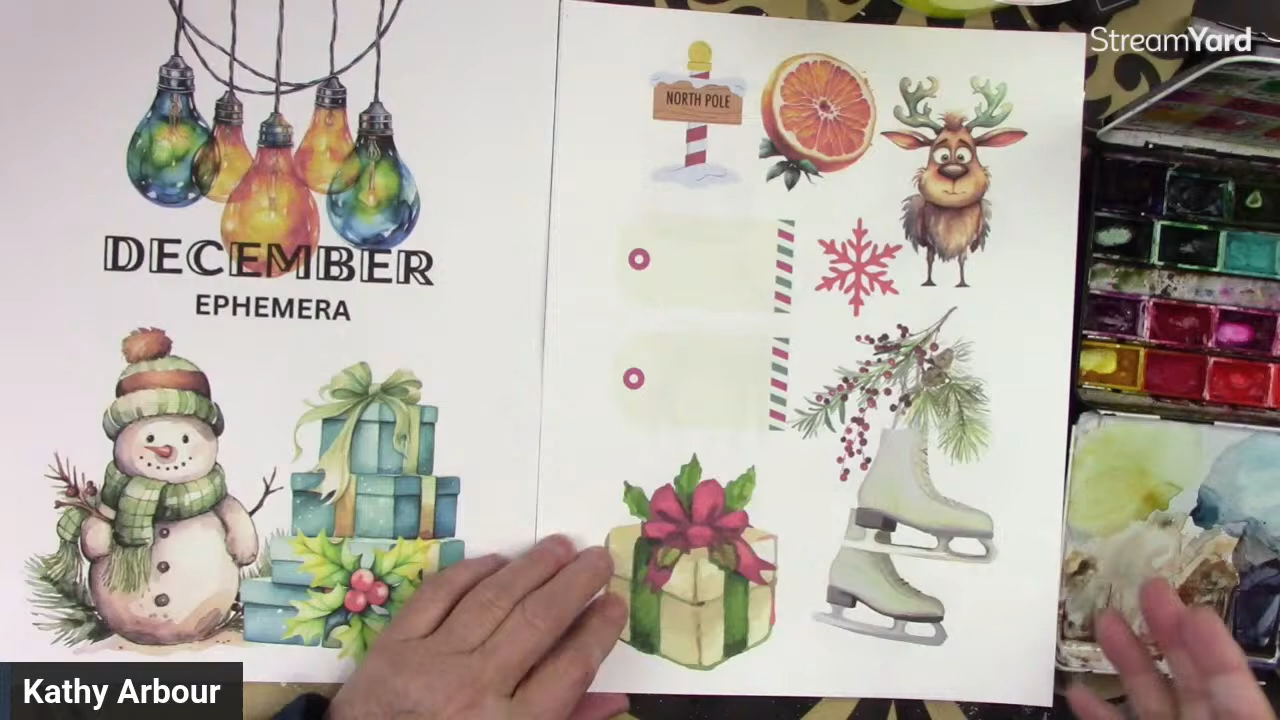 StreamYard
NORTH POLE
DECEMBER
EPHEMERA
Kathy Arbour